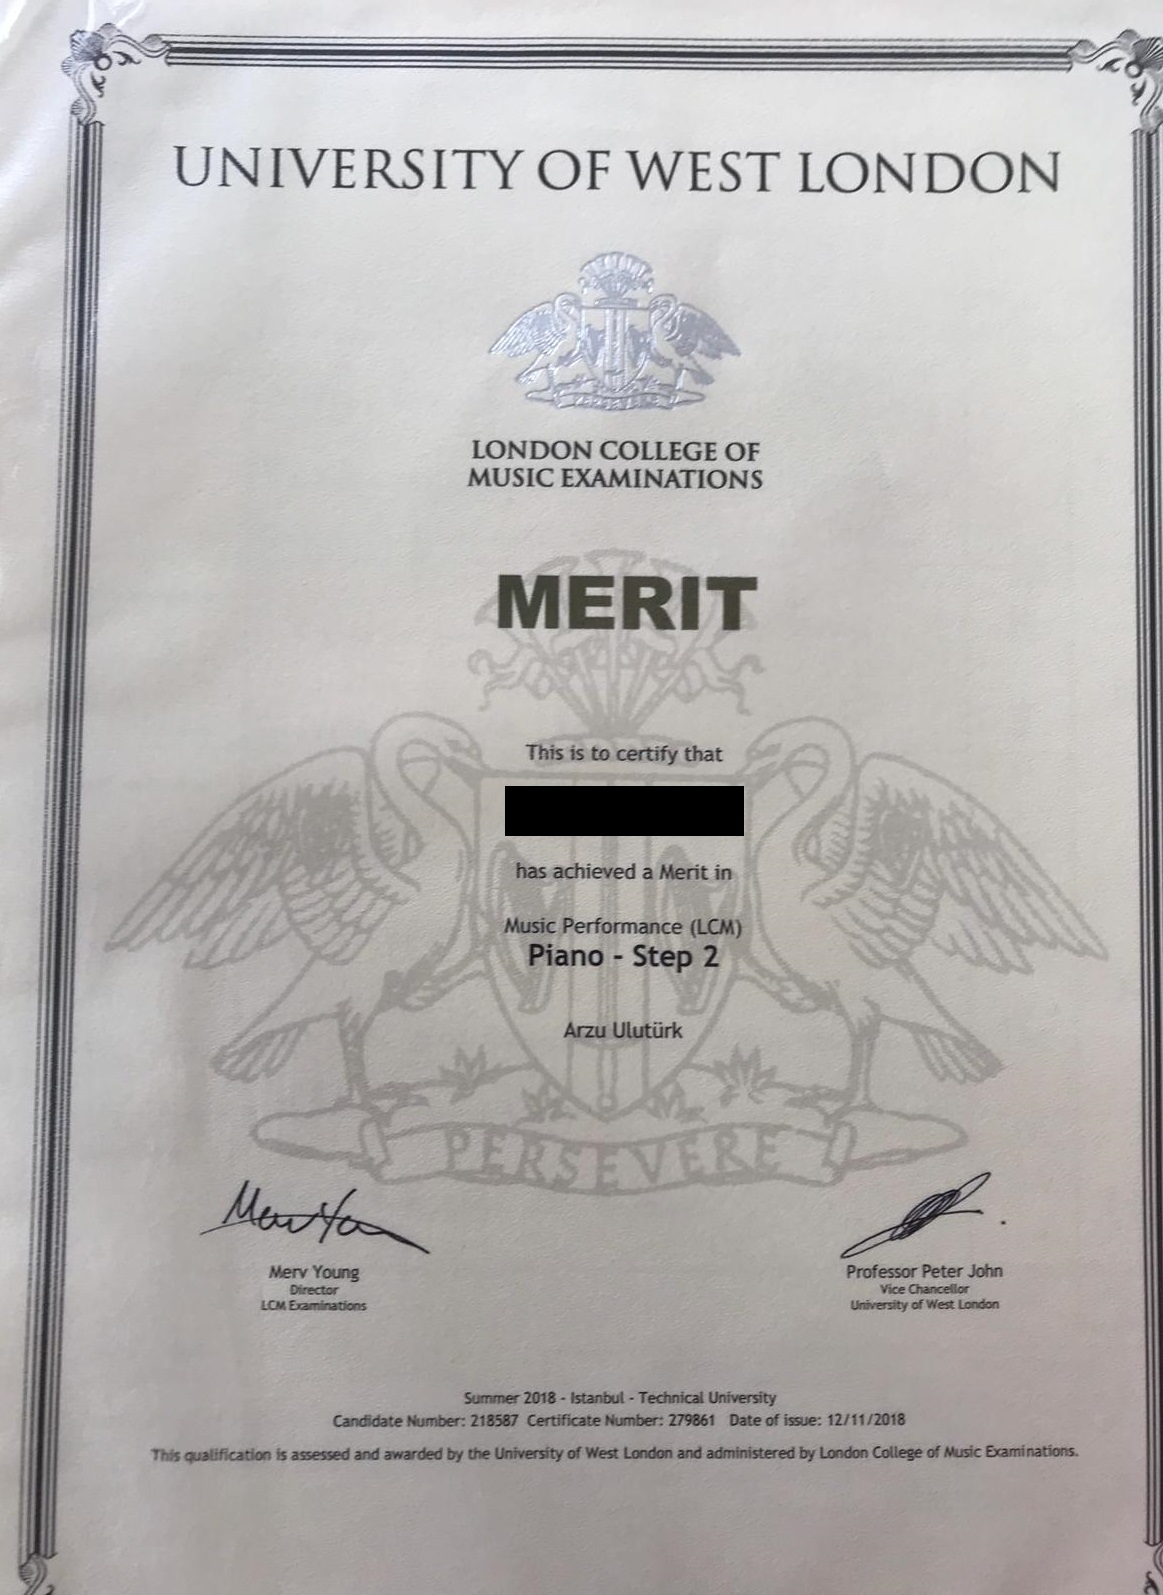 UNIVERSITY OF WEST LONDON
PERSEVERE
LONDON COLLEGE OF
MUSIC EXAMINATIONS
MERIT
This is to certify that
has achieved a Merit in
Music Performance (LCM)
Piano - Step 2
Arzu Ulutürk
PERSEVERE
Merv Young
Director
LCM Examinations
Professor Peter John
Vice Chancellor
University of West London
Summer 2018 - Istanbul - Technical University
Candidate Number: 218587 Certificate Number: 279861 Date of issue: 12/11/2018
This qualification is assessed and awarded by the University of West London and administered by London College of Music Examinations.